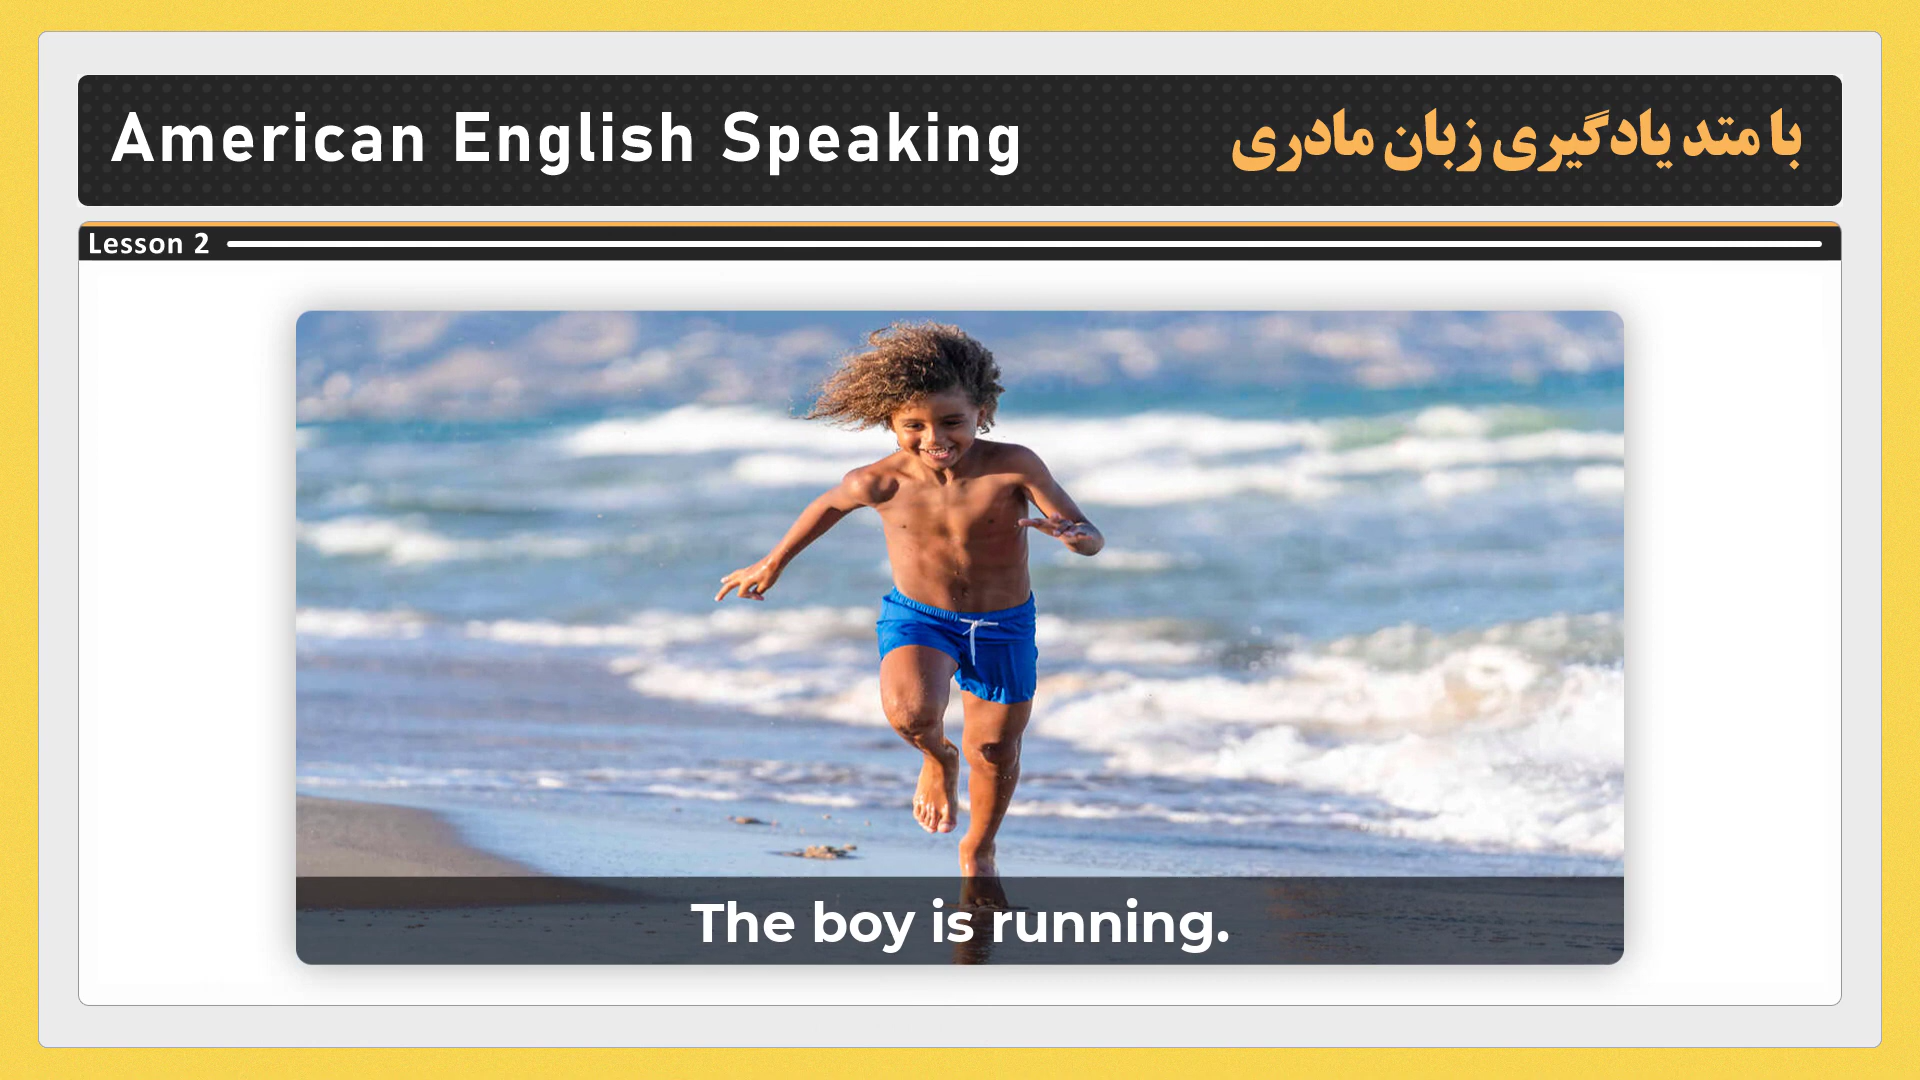 American English Speaking
با متد یادگیری زبان مادری
Lesson 2
The boy is running.